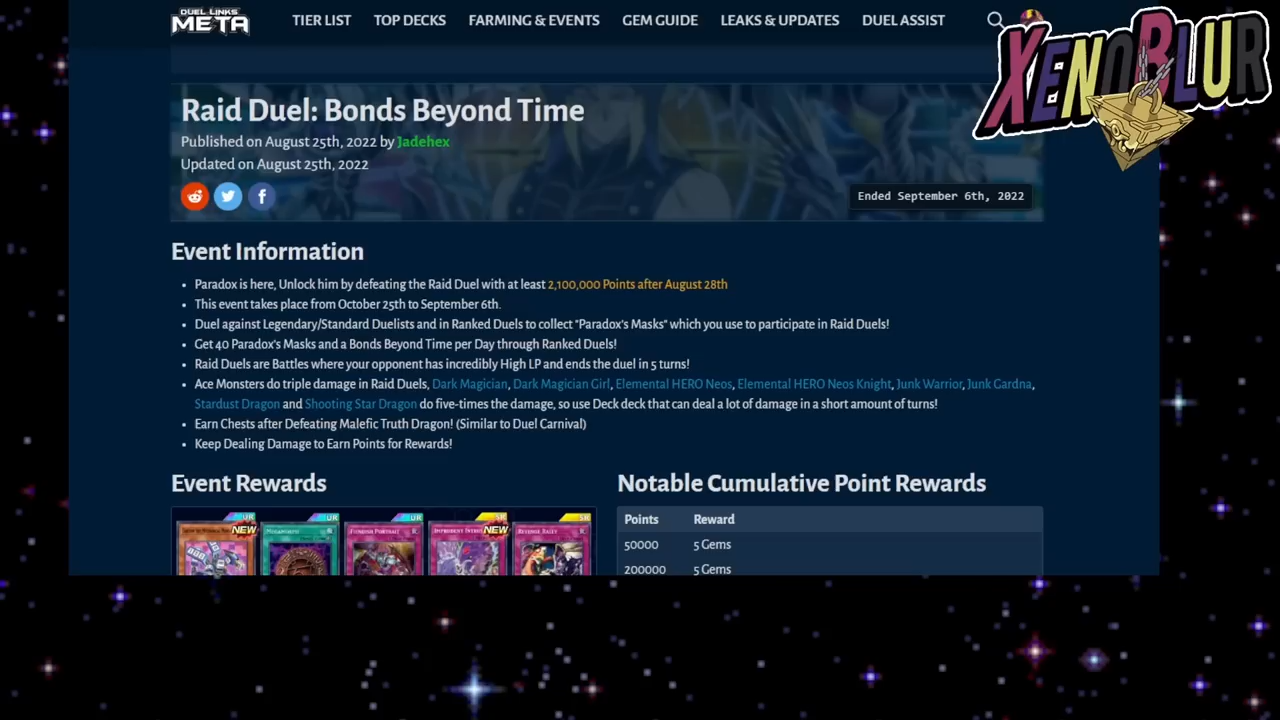 DUEL LINKS
META
TIER LIST TOP DECKS FARMING & EVENTS GEM GUIDE LEAKS & UPDATES DUEL ASSIST
XENOBLUR
Raid Duel: Bonds Beyond Time
Published on August 25th, 2022 by Jadehex
Updated on August 25th, 2022
Ended September 6th, 2022
Event Information
Paradox is here, Unlock him by defeating the Raid Duel with at least 2,100,000 Points after August 28th
This event takes place from October 25th to September 6th.
Duel against Legendary/Standard Duelists and in Ranked Duels to collect "Paradox's Masks" which you use to participate in Raid Duels!
Get 40 Paradox's Masks and a Bonds Beyond Time per Day through Ranked Duels!
Raid Duels are Battles where your opponent has incredibly High LP and ends the duel in 5 turns!
Ace Monsters do triple damage in Raid Duels, Dark Magician, Dark Magician Girl, Elemental HERO Neos, Elemental HERO Neos Knight, Junk Warrior, Junk Gardna,
Stardust Dragon and Shooting Star Dragon do five-times the damage, so use Deck deck that can deal a lot of damage in a short amount of turns!
Earn Chests after Defeating Malefic Truth Dragon! (Similar to Duel Carnival)
Keep Dealing Damage to Earn Points for Rewards!
Event Rewards
Notable Cumulative Point Rewards
UR UR UR SR SR
NEW NEW
Metamorphosis
Fiendish Portrait
Points Reward
50000 5 Gems
200000 5 Gems